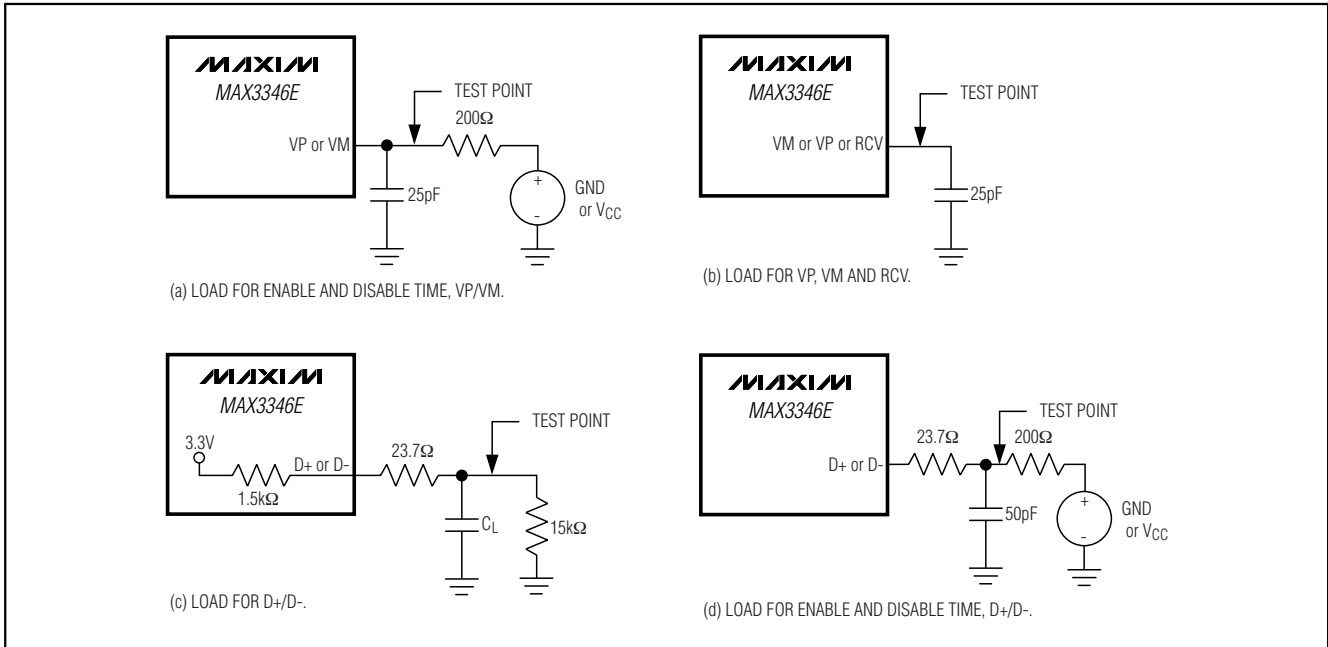 MAXIM
MAX3346E
TEST POINT
200Ω
VP or VM
25pF
+
-
GND
or VCC
(a) LOAD FOR ENABLE AND DISABLE TIME, VP/VM.
MAXIM
MAX3346E
TEST POINT
VM or VP or RCV
25pF
(b) LOAD FOR VP, VM AND RCV.
MAXIM
MAX3346E
TEST POINT
3.3V
1.5kΩ
D+ or D-
23.7Ω
CL
15kΩ
(c) LOAD FOR D+/D-.
MAXIM
MAX3346E
TEST POINT
23.7Ω
200Ω
D+ or D-
50pF
+
-
GND
or VCC
(d) LOAD FOR ENABLE AND DISABLE TIME, D+/D-.